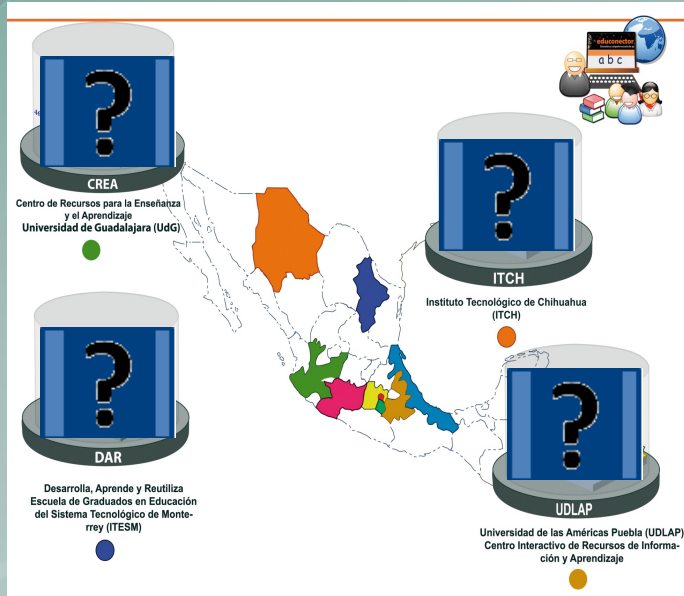 educonector
a b c
CREA
Centro de Recursos para la Enseñanza
y el Aprendizaje
Universidad de Guadalajara (UdG)
?
ITCH
Instituto Tecnológico de Chihuahua
(ITCH)
?
DAR
Desarrolla, Aprende y Reutiliza
Escuela de Graduados en Educación
del Sistema Tecnológico de Monte-
rrey (ITESM)
?
UDLAP
Universidad de las Américas Puebla (UDLAP)
Centro Interactivo de Recursos de Informa-
ción y Aprendizaje
?